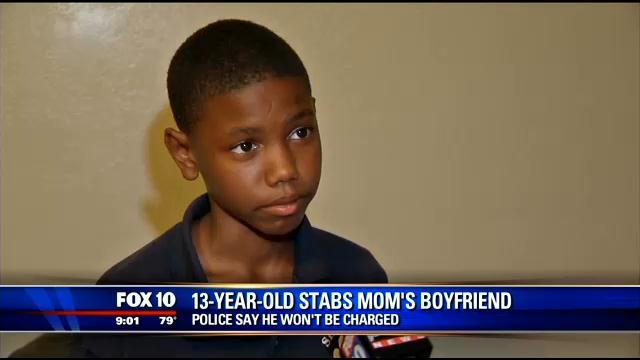 FOX 10
9:01 79°
13-YEAR-OLD STABS MOM'S BOYFRIEND
POLICE SAY HE WON'T BE CHARGED